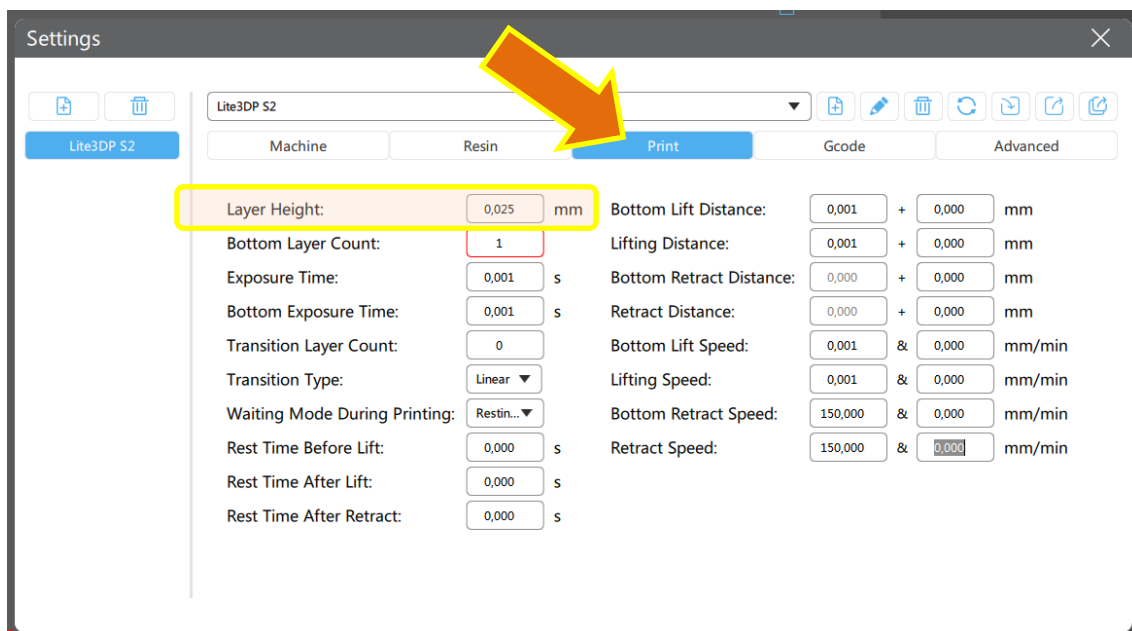 Settings
Lite3DP S2
Lite3DP S2
Machine Resin Print Gcode Advanced
Layer Height: 0,025 mm Bottom Lift Distance: 0,001 + 0,000 mm
Bottom Layer Count: 1 Lifting Distance: 0,001 + 0,000 mm
Exposure Time: 0,001 s Bottom Retract Distance: 0,000 + 0,000 mm
Bottom Exposure Time: 0,001 s Retract Distance: 0,000 + 0,000 mm
Transition Layer Count: 0 Bottom Lift Speed: 0,001 & 0,000 mm/min
Transition Type: Linear Lifting Speed: 0,001 & 0,000 mm/min
Waiting Mode During Printing: Restin... Bottom Retract Speed: 150,000 & 0,000 mm/min
Rest Time Before Lift: 0,000 s Retract Speed: 150,000 & 0,000 mm/min
Rest Time After Lift: 0,000 s
Rest Time After Retract: 0,000 s